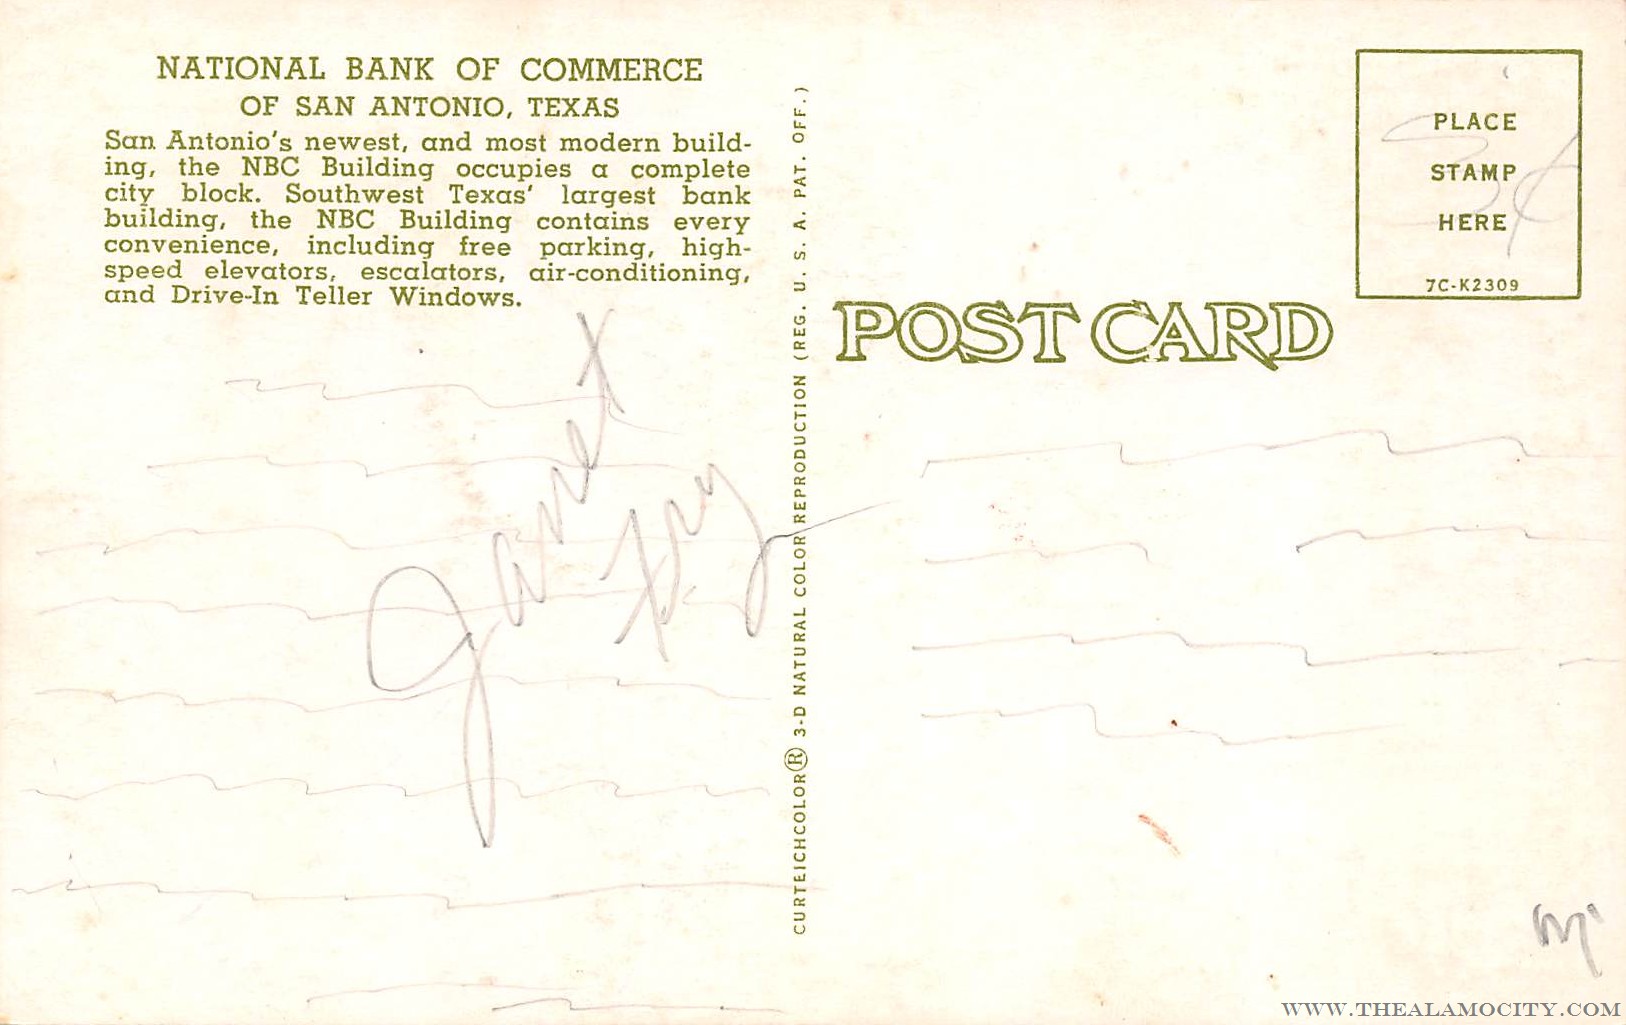 NATIONAL BANK OF COMMERCE
OF SAN ANTONIO, TEXAS
San Antonio's newest, and most modern build-
ing, the NBC Building occupies a complete
city block. Southwest Texas' largest bank
building, the NBC Building contains every
convenience, including free parking, high-
speed elevators, escalators, air-conditioning,
and Drive-In Teller Windows.
Janet
Fry
CURTEICHCOLOR® 3-D NATURAL COLOR REPRODUCTION (REG. U. S. A. PAT. OFF.)
POST CARD
PLACE
STAMP
HERE
3¢
7C-K2309
WWW.THEALAMOCITY.COM